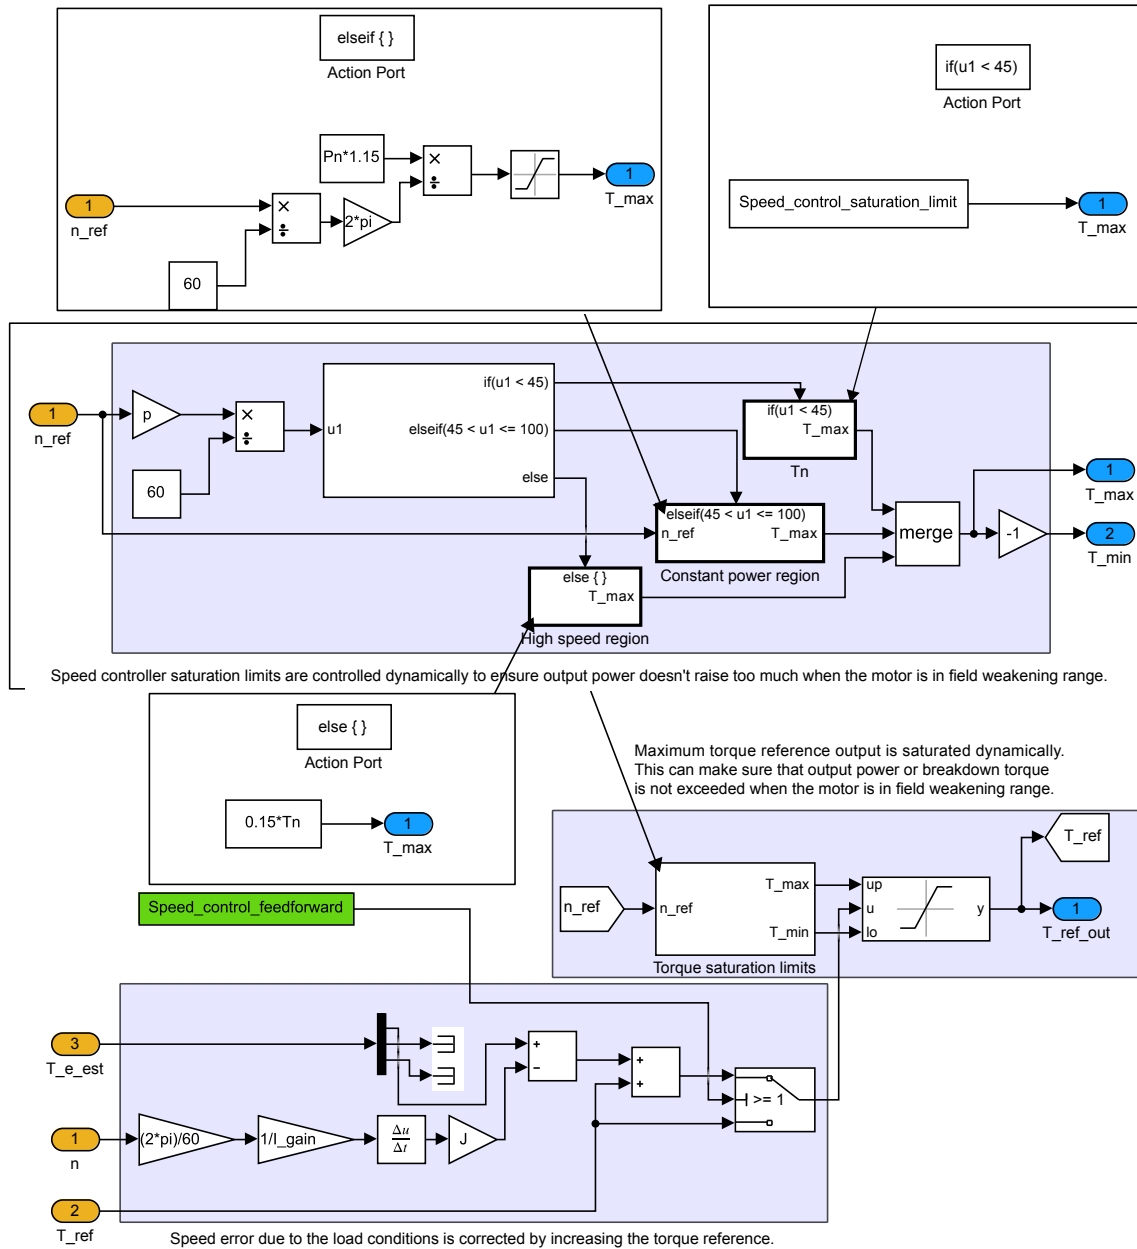 elseif { }
Action Port
Pn*1.15
×
÷
1
T_max
1
n_ref
×
÷
2*pi
60
if(u1 < 45)
Action Port
Speed_control_saturation_limit
1
T_max
1
n_ref
p
×
÷
60
u1
if(u1 < 45)
elseif(45 < u1 <= 100)
else
if(u1 < 45)
T_max
Tn
elseif(45 < u1 <= 100)
n_ref
T_max
Constant power region
else { }
T_max
High speed region
merge
-1
1
T_max
2
T_min
Speed controller saturation limits are controlled dynamically to ensure output power doesn't raise too much when the motor is in field weakening range.
else { }
Action Port
0.15*Tn
1
T_max
Maximum torque reference output is saturated dynamically.
This can make sure that output power or breakdown torque
is not exceeded when the motor is in field weakening range.
n_ref
n_ref
T_max
T_min
Torque saturation limits
up
u
lo
y
T_ref
1
T_ref_out
Speed_control_feedforward
3
T_e_est
+
−
+
+
>= 1
1
n
(2*pi)/60
1/I_gain
Δu
Δt
J
2
T_ref
Speed error due to the load conditions is corrected by increasing the torque reference.